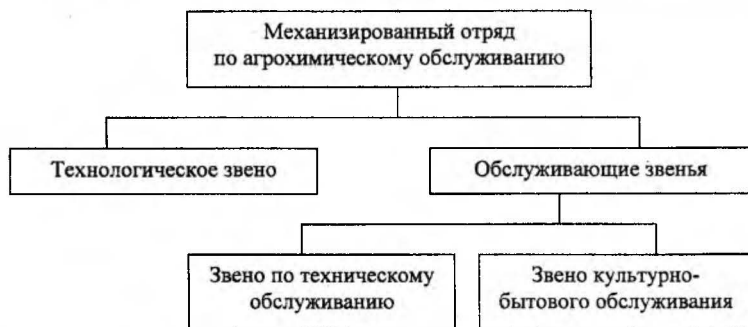 Механизированный отряд
по агрохимическому обслуживанию
Технологическое звено
Обслуживающие звенья
Звено по техническому
обслуживанию
Звено культурно-
бытового обслуживания